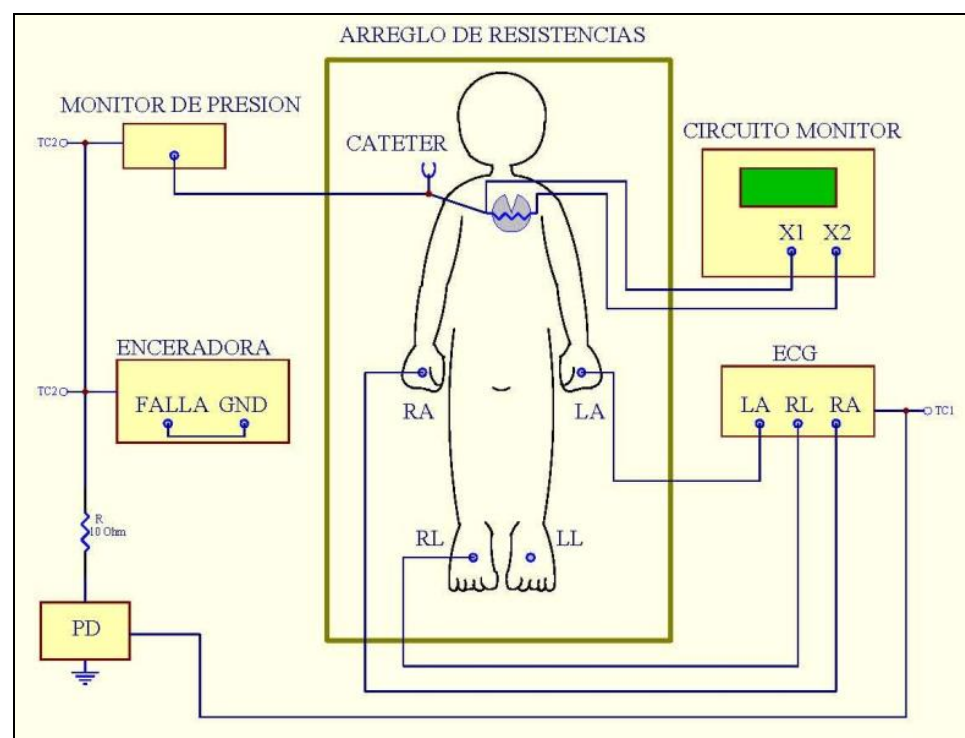 ARREGLO DE RESISTENCIAS
MONITOR DE PRESION
TC2
CATETER
CIRCUITO MONITOR
X1 X2
ENCERADORA
TC2
FALLA GND
RA
LA
ECG
LA RL RA
TC1
R
10 Ohm
RL
LL
PD